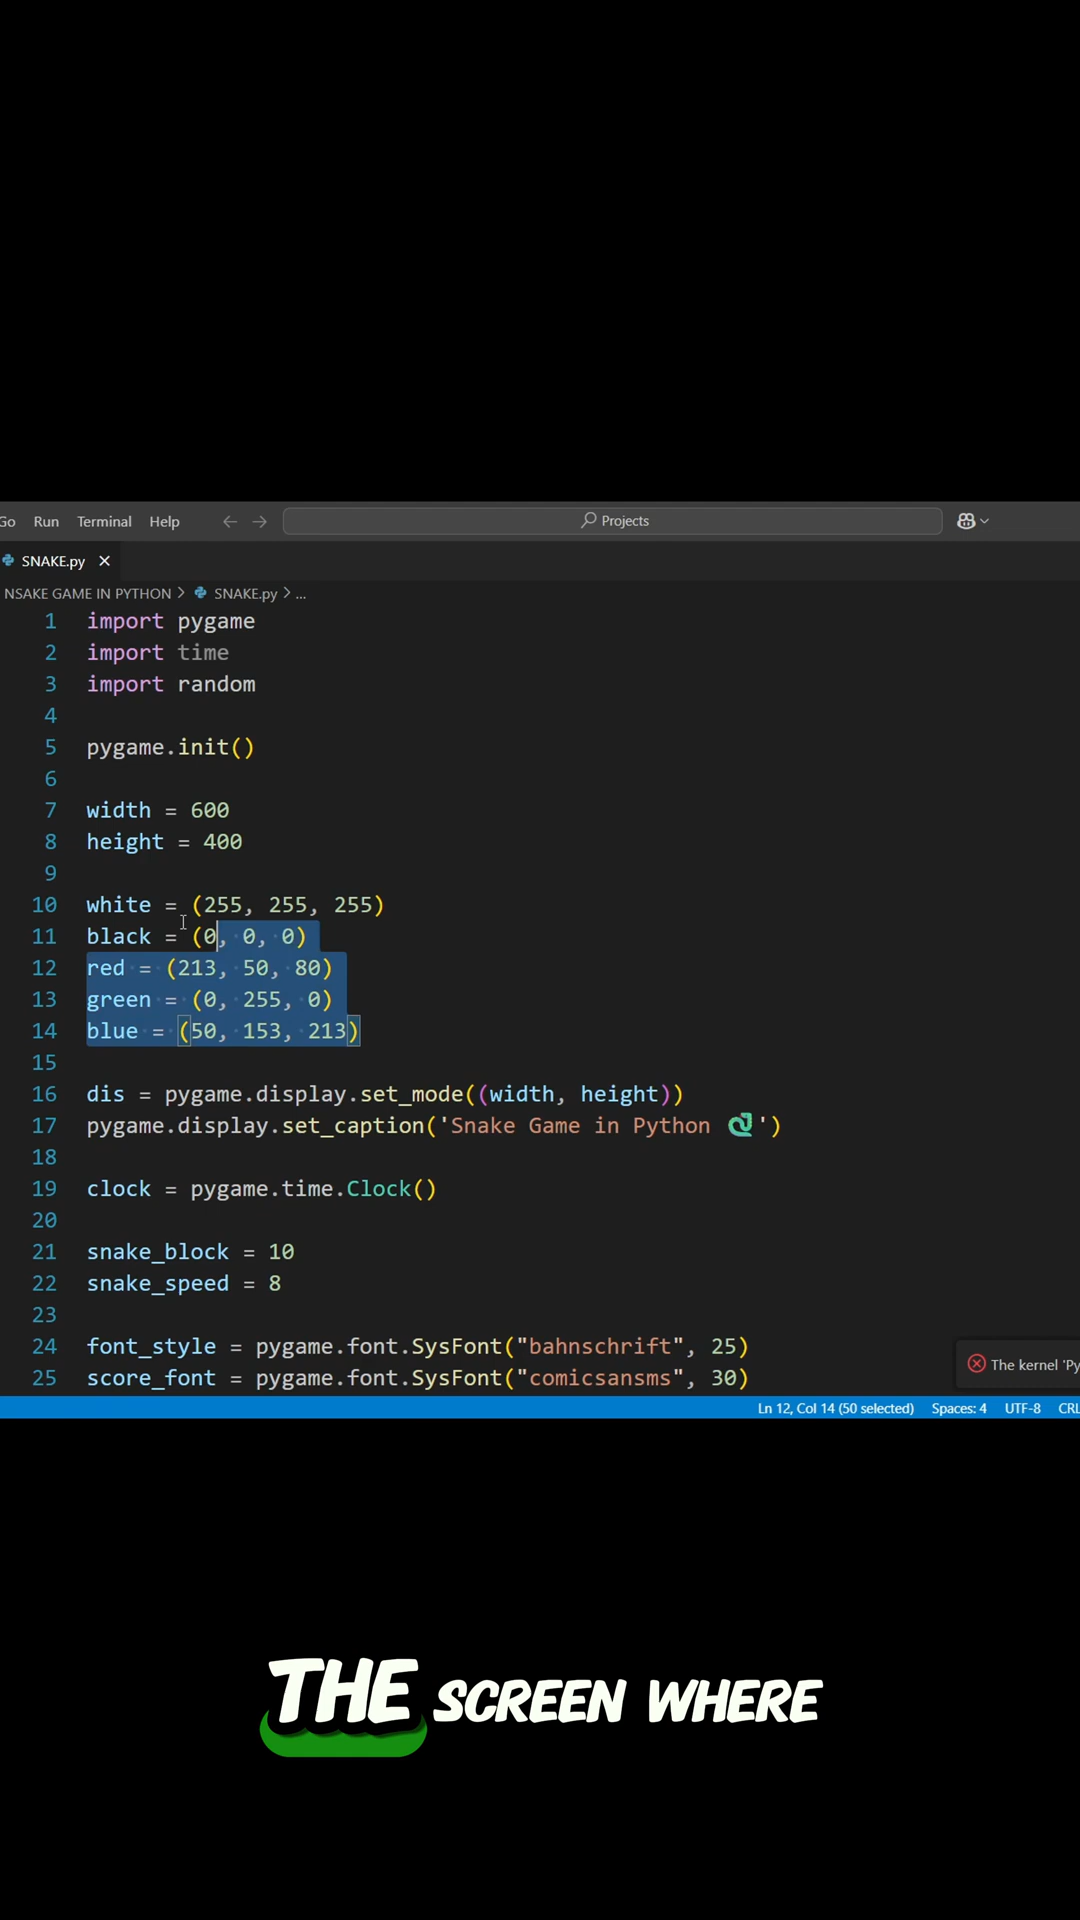 Go Run Terminal Help Projects
SNAKE.py
NSAKE GAME IN PYTHON > SNAKE.py > ...
1 import pygame
2 import time
3 import random
4
5 pygame.init()
6
7 width = 600
8 height = 400
9
10 white = (255, 255, 255)
11 black = (0, 0, 0)
12 red = (213, 50, 80)
13 green = (0, 255, 0)
14 blue = (50, 153, 213)
15
16 dis = pygame.display.set_mode((width, height))
17 pygame.display.set_caption('Snake Game in Python 🐍')
18
19 clock = pygame.time.Clock()
20
21 snake_block = 10
22 snake_speed = 8
23
24 font_style = pygame.font.SysFont("bahnschrift", 25)
25 score_font = pygame.font.SysFont("comicsansms", 30)
The kernel 'Py
Ln 12, Col 14 (50 selected) Spaces: 4 UTF-8 CRL
THE SCREEN WHERE